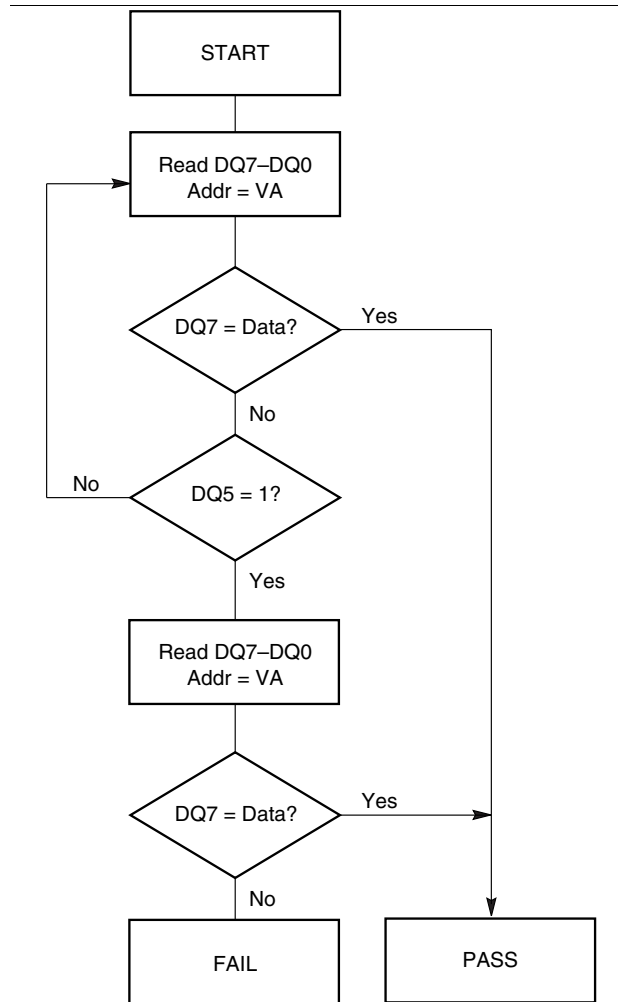 START
Read DQ7–DQ0
Addr = VA
DQ7 = Data?
Yes
No
DQ5 = 1?
No
Yes
Read DQ7–DQ0
Addr = VA
DQ7 = Data?
Yes
No
FAIL
PASS